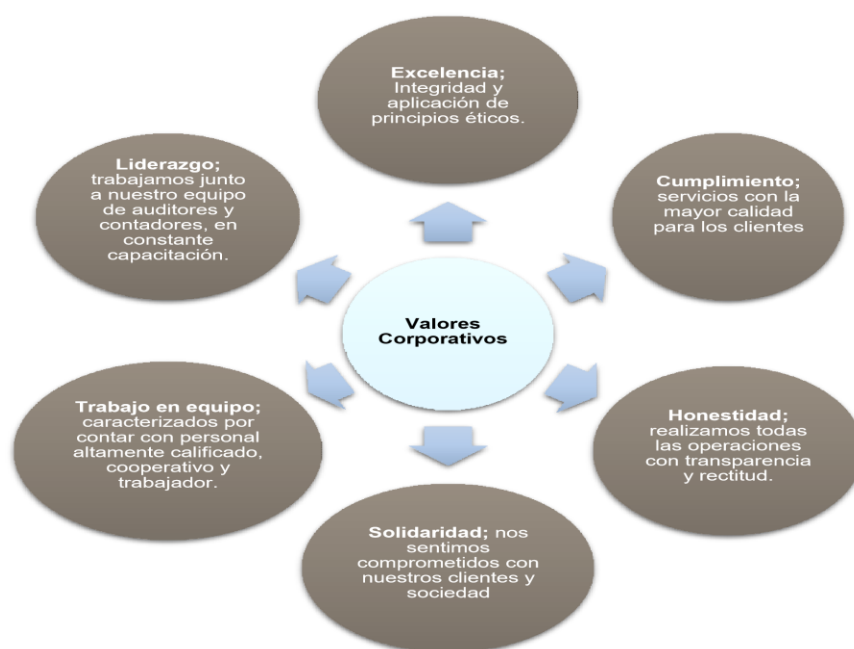 Excelencia;
Integridad y
aplicación de
principios éticos.
Liderazgo;
trabajamos junto
a nuestro equipo
de auditores y
contadores, en
constante
capacitación.
Cumplimiento;
servicios con la
mayor calidad
para los clientes
Valores
Corporativos
Trabajo en equipo;
caracterizados por
contar con personal
altamente calificado,
cooperativo y
trabajador.
Honestidad;
realizamos todas
las operaciones
con transparencia
y rectitud.
Solidaridad; nos
sentimos
comprometidos con
nuestros clientes y
sociedad